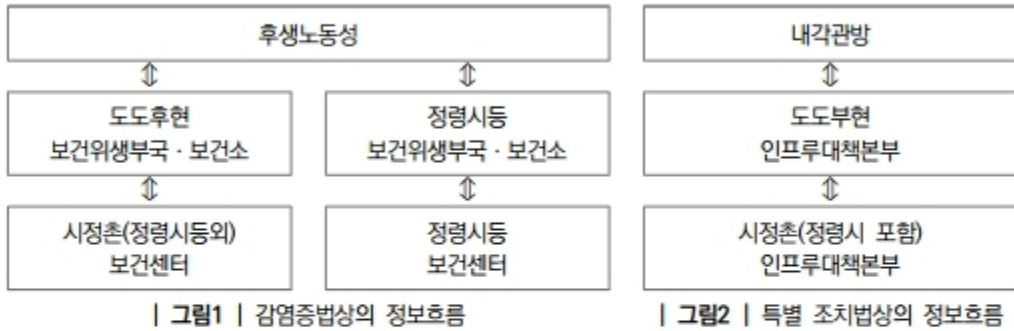 후생노동성
내각관방
⇕
⇕
⇕
도도후현
보건위생부국 · 보건소
정령시등
보건위생부국 · 보건소
도도부현
인프루대책본부
⇕
⇕
⇕
시정촌(정령시등외)
보건센터
정령시등
보건센터
시정촌(정령시 포함)
인프루대책본부
| 그림1 | 감염증법상의 정보흐름
| 그림2 | 특별 조치법상의 정보흐름